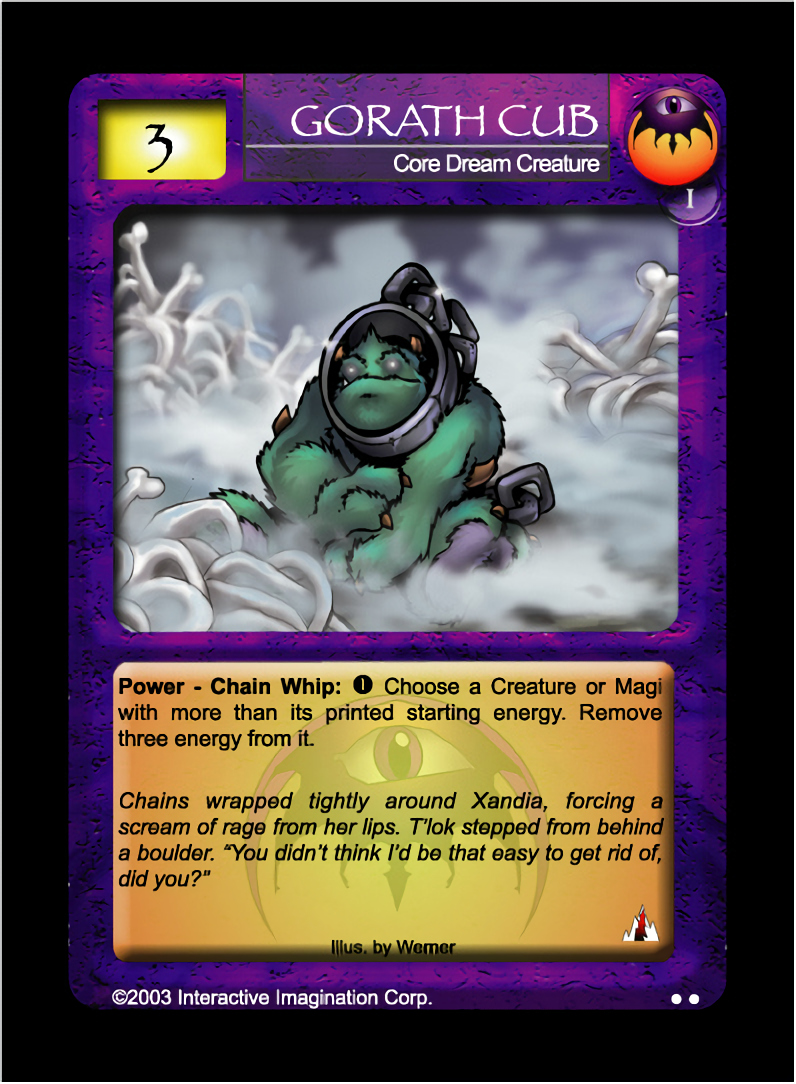 3
GORATH CUB
Core Dream Creature
I
Power - Chain Whip: ❶ Choose a Creature or Magi
with more than its printed starting energy. Remove
three energy from it.
Chains wrapped tightly around Xandia, forcing a
scream of rage from her lips. T'lok stepped from behind
a boulder. “You didn't think I'd be that easy to get rid of,
did you?"
Illus. by Werner
©2003 Interactive Imagination Corp.